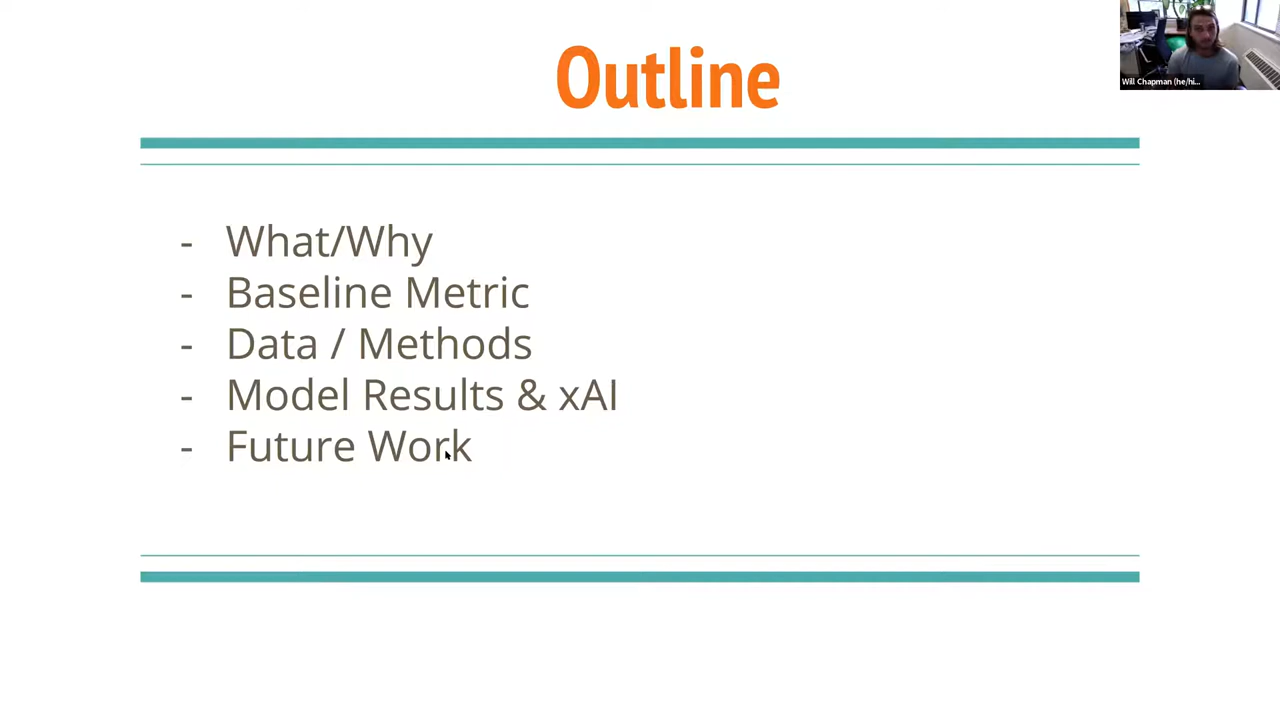 Outline
Will Chapman (he/hi...
- What/Why
- Baseline Metric
- Data / Methods
- Model Results & xAI
- Future Work